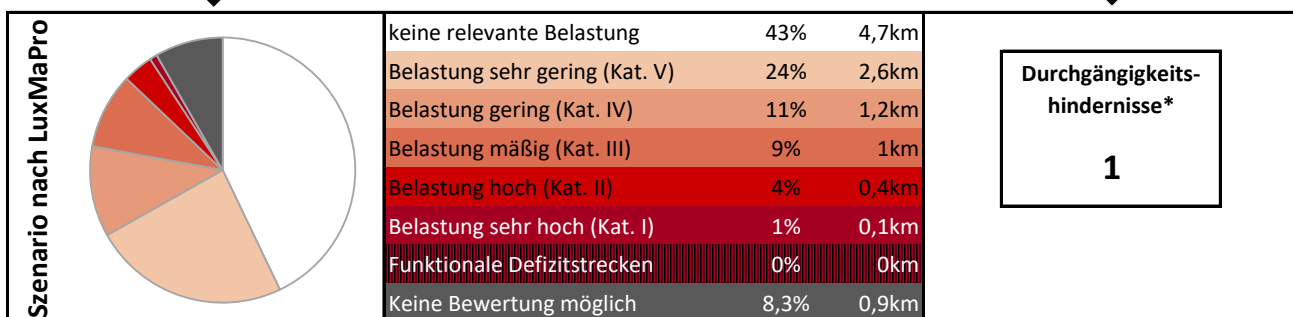 Szenario nach LuxMaPro
keine relevante Belastung 43% 4,7km
Belastung sehr gering (Kat. V) 24% 2,6km
Belastung gering (Kat. IV) 11% 1,2km
Belastung mäßig (Kat. III) 9% 1km
Belastung hoch (Kat. II) 4% 0,4km
Belastung sehr hoch (Kat. I) 1% 0,1km
Funktionale Defizitstrecken 0% 0km
Keine Bewertung möglich 8,3% 0,9km
Durchgängigkeits-
hindernisse*
1